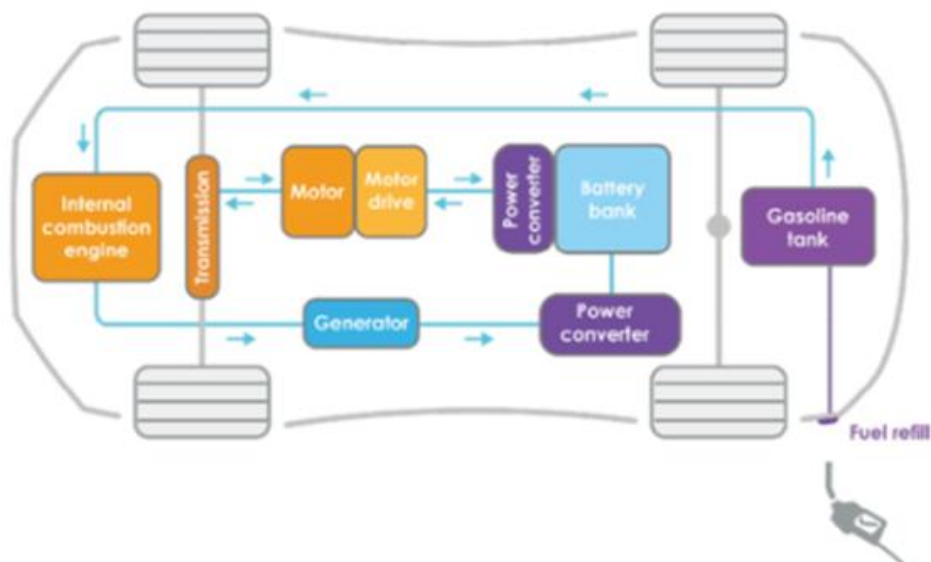 Internal
combustion
engine
Transmission
Motor
Motor
drive
Power
converter
Battery
bank
Gasoline
tank
Generator
Power
converter
Fuel refill